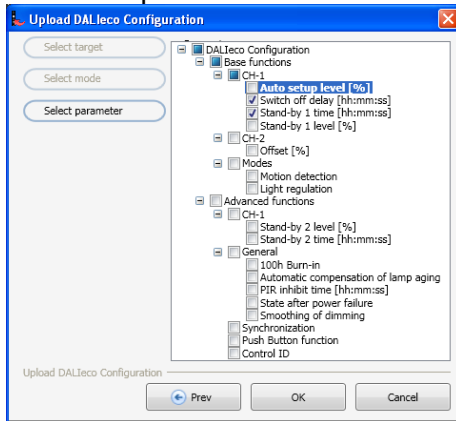 Upload DALIeco Configuration
Select target
Select mode
Select parameter
DALIeco Configuration
Base functions
CH-1
Auto setup level [%]
Switch off delay [hh:mm:ss]
Stand-by 1 time [hh:mm:ss]
Stand-by 1 level [%]
CH-2
Offset [%]
Modes
Motion detection
Light regulation
Advanced functions
CH-1
Stand-by 2 level [%]
Stand-by 2 time [hh:mm:ss]
General
100h Burn-in
Automatic compensation of lamp aging
PIR inhibit time [hh:mm:ss]
State after power failure
Smoothing of dimming
Synchronization
Push Button function
Control ID
Upload DALIeco Configuration
Prev
OK
Cancel